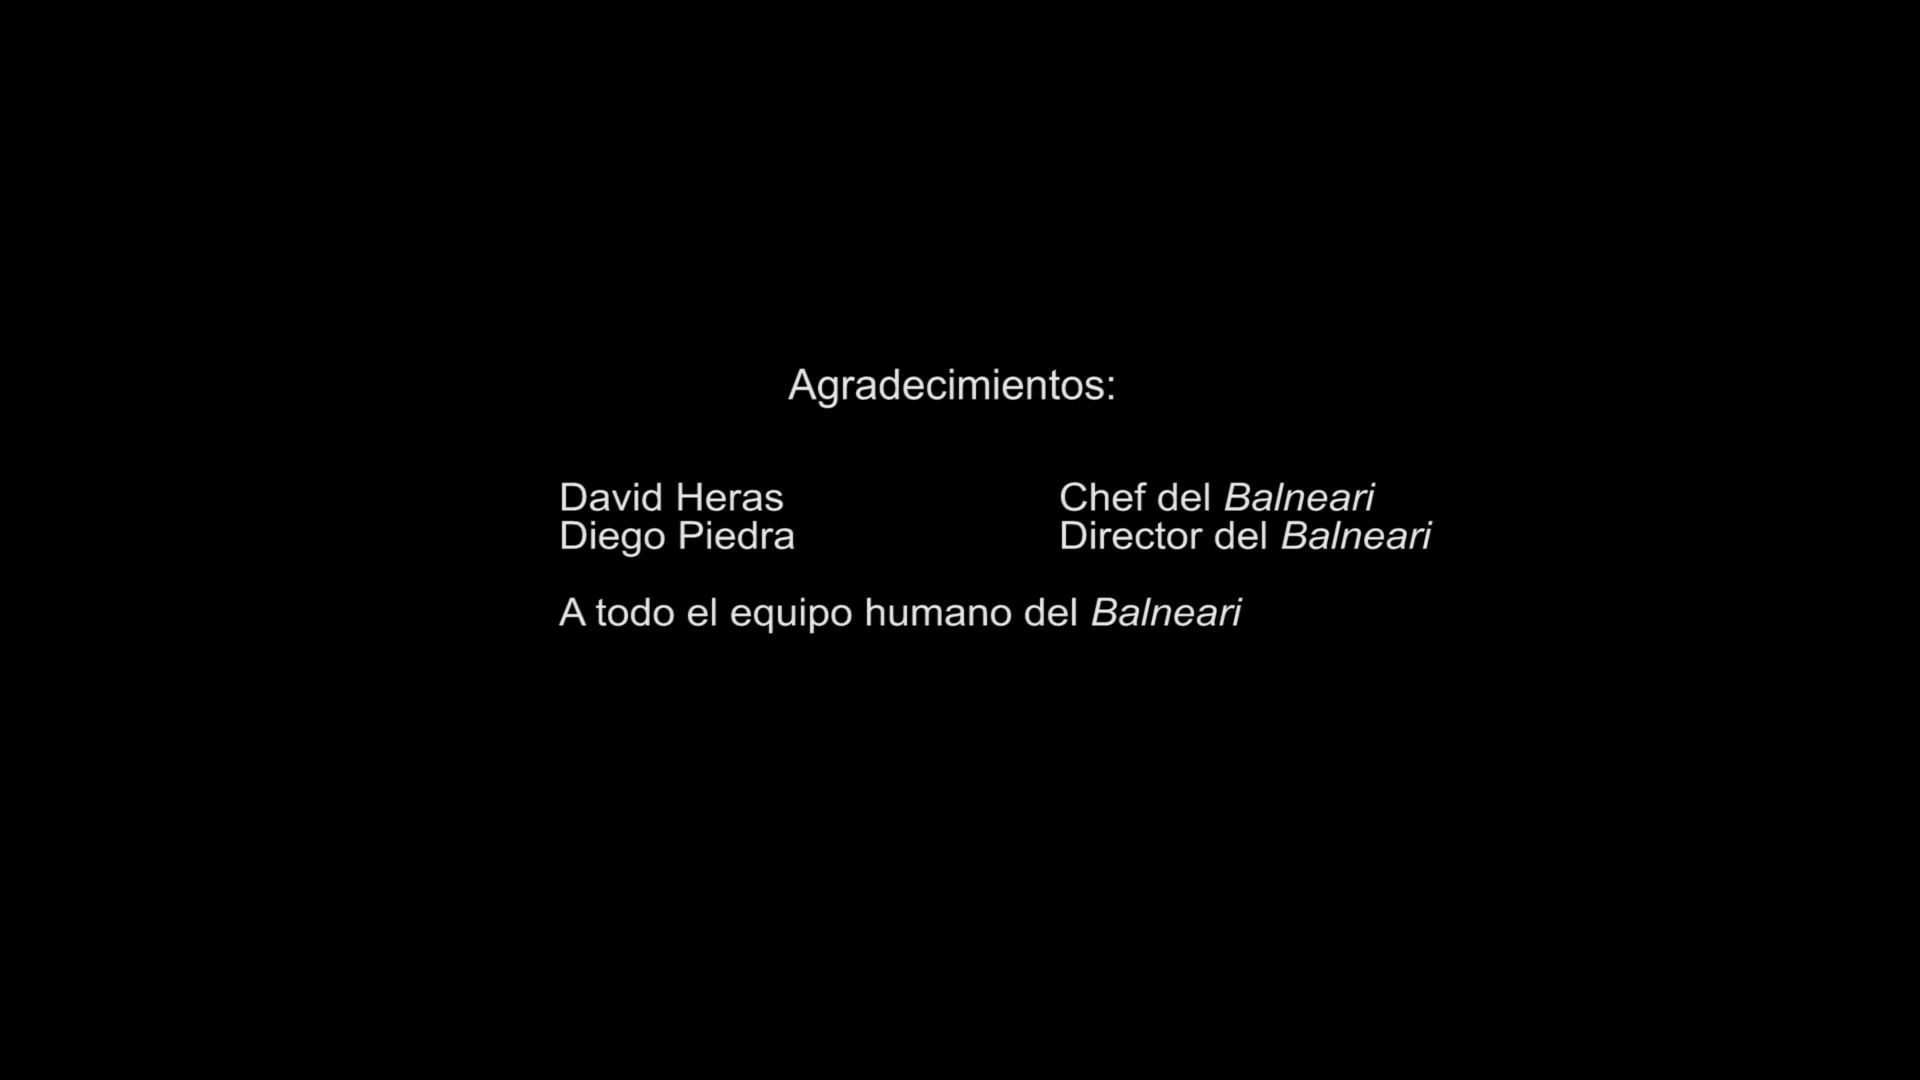 Agradecimientos:
David Heras Chef del Balneari
Diego Piedra Director del Balneari
A todo el equipo humano del Balneari